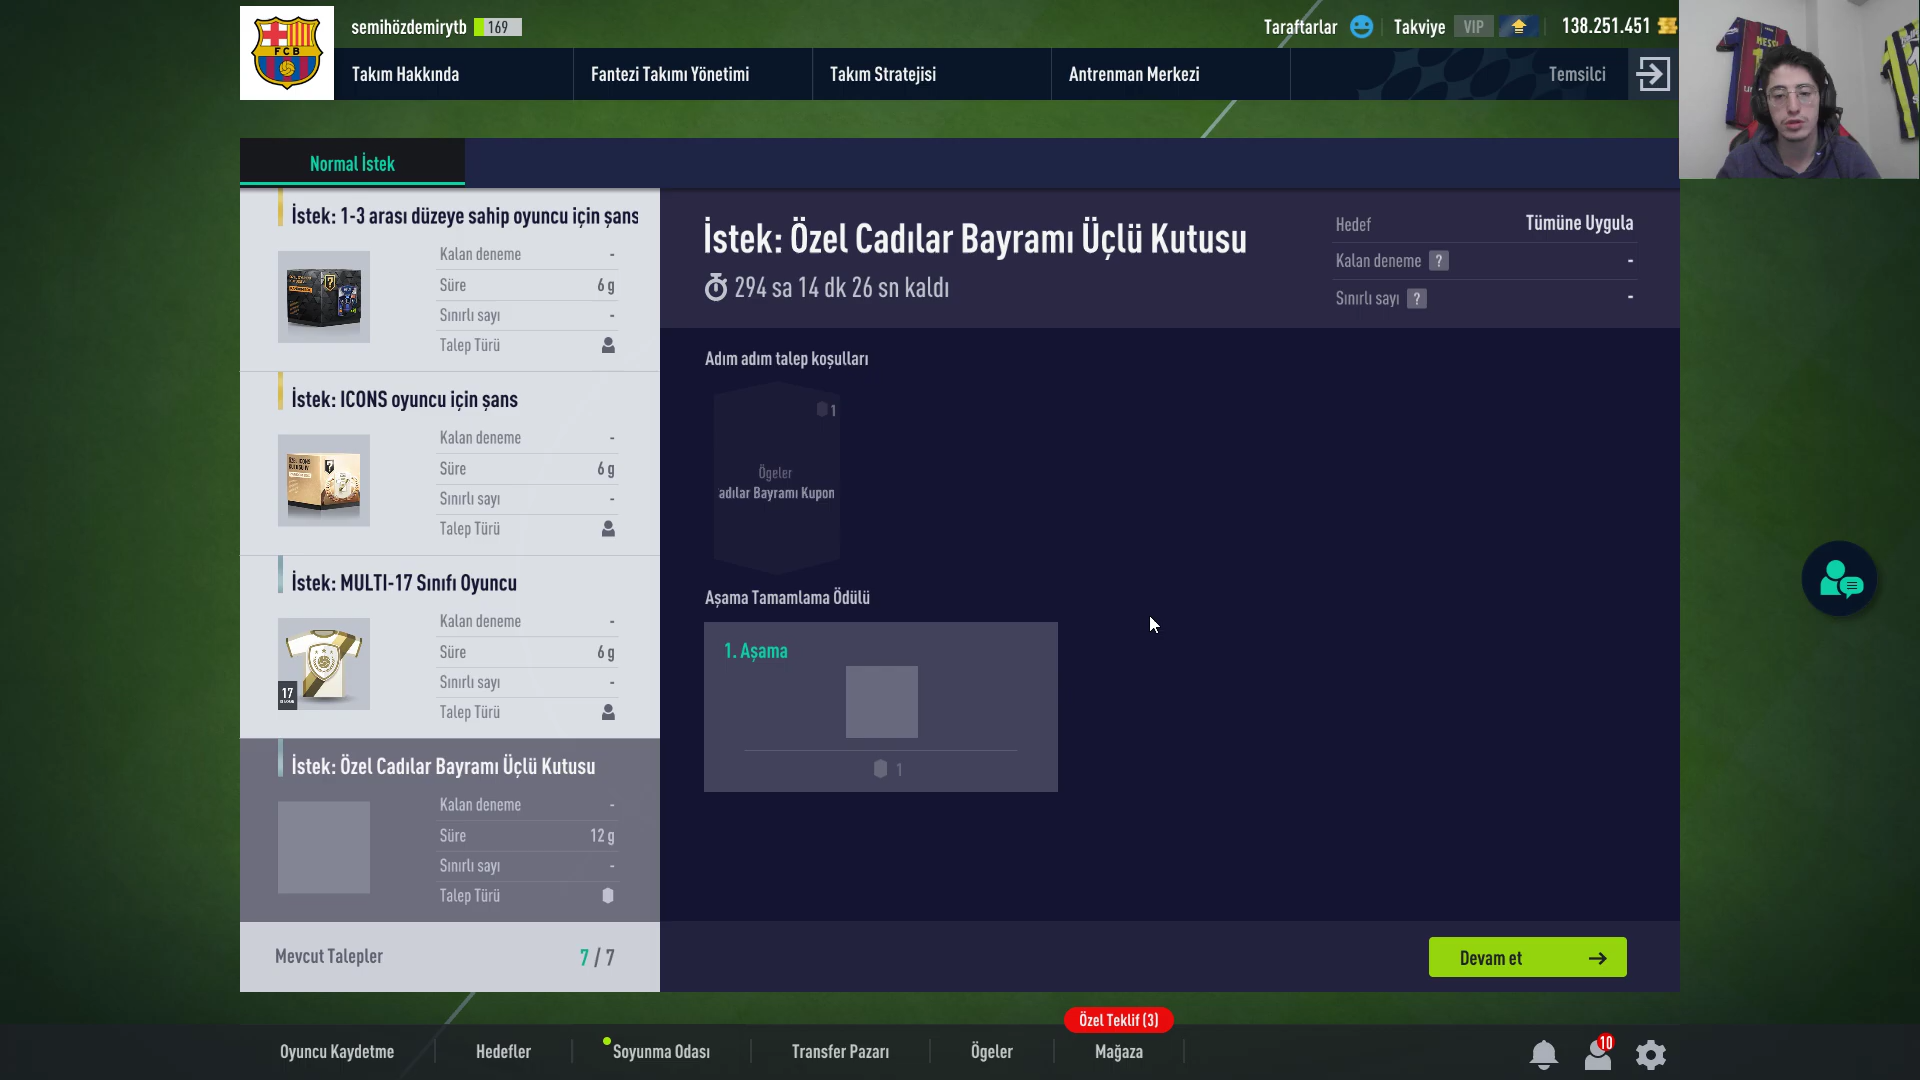 FCB
semihözdemirytb 169
Taraftarlar
Takviye VIP
138.251.451
Takım Hakkında
Fantezi Takımı Yönetimi
Takım Stratejisi
Antrenman Merkezi
Temsilci
MESSI
Normal İstek
İstek: 1-3 arası düzeye sahip oyuncu için şans
Kalan deneme -
Süre 6 g
Sınırlı sayı -
Talep Türü
İstek: ICONS oyuncu için şans
Kalan deneme -
Süre 6 g
Sınırlı sayı -
Talep Türü
İstek: MULTI-17 Sınıfı Oyuncu
17
Kalan deneme -
Süre 6 g
Sınırlı sayı -
Talep Türü
İstek: Özel Cadılar Bayramı Üçlü Kutusu
Kalan deneme -
Süre 12 g
Sınırlı sayı -
Talep Türü
Mevcut Talepler 7 / 7
İstek: Özel Cadılar Bayramı Üçlü Kutusu
294 sa 14 dk 26 sn kaldı
Hedef Tümüne Uygula
Kalan deneme ? -
Sınırlı sayı ? -
Adım adım talep koşulları
1
Ögeler
adılar Bayramı Kupon
Aşama Tamamlama Ödülü
1. Aşama
1
Devam et
Özel Teklif (3)
Oyuncu Kaydetme
Hedefler
Soyunma Odası
Transfer Pazarı
Ögeler
Mağaza
10